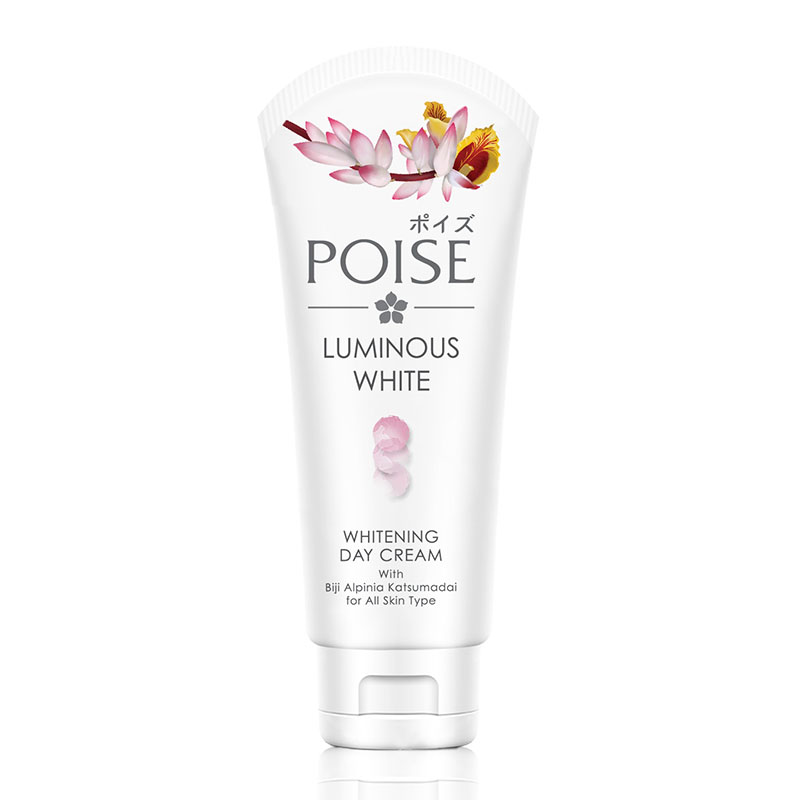 ポイズ
POISE
LUMINOUS
WHITE
WHITENING
DAY CREAM
With
Biji Alpinia Katsumadai
for All Skin Type